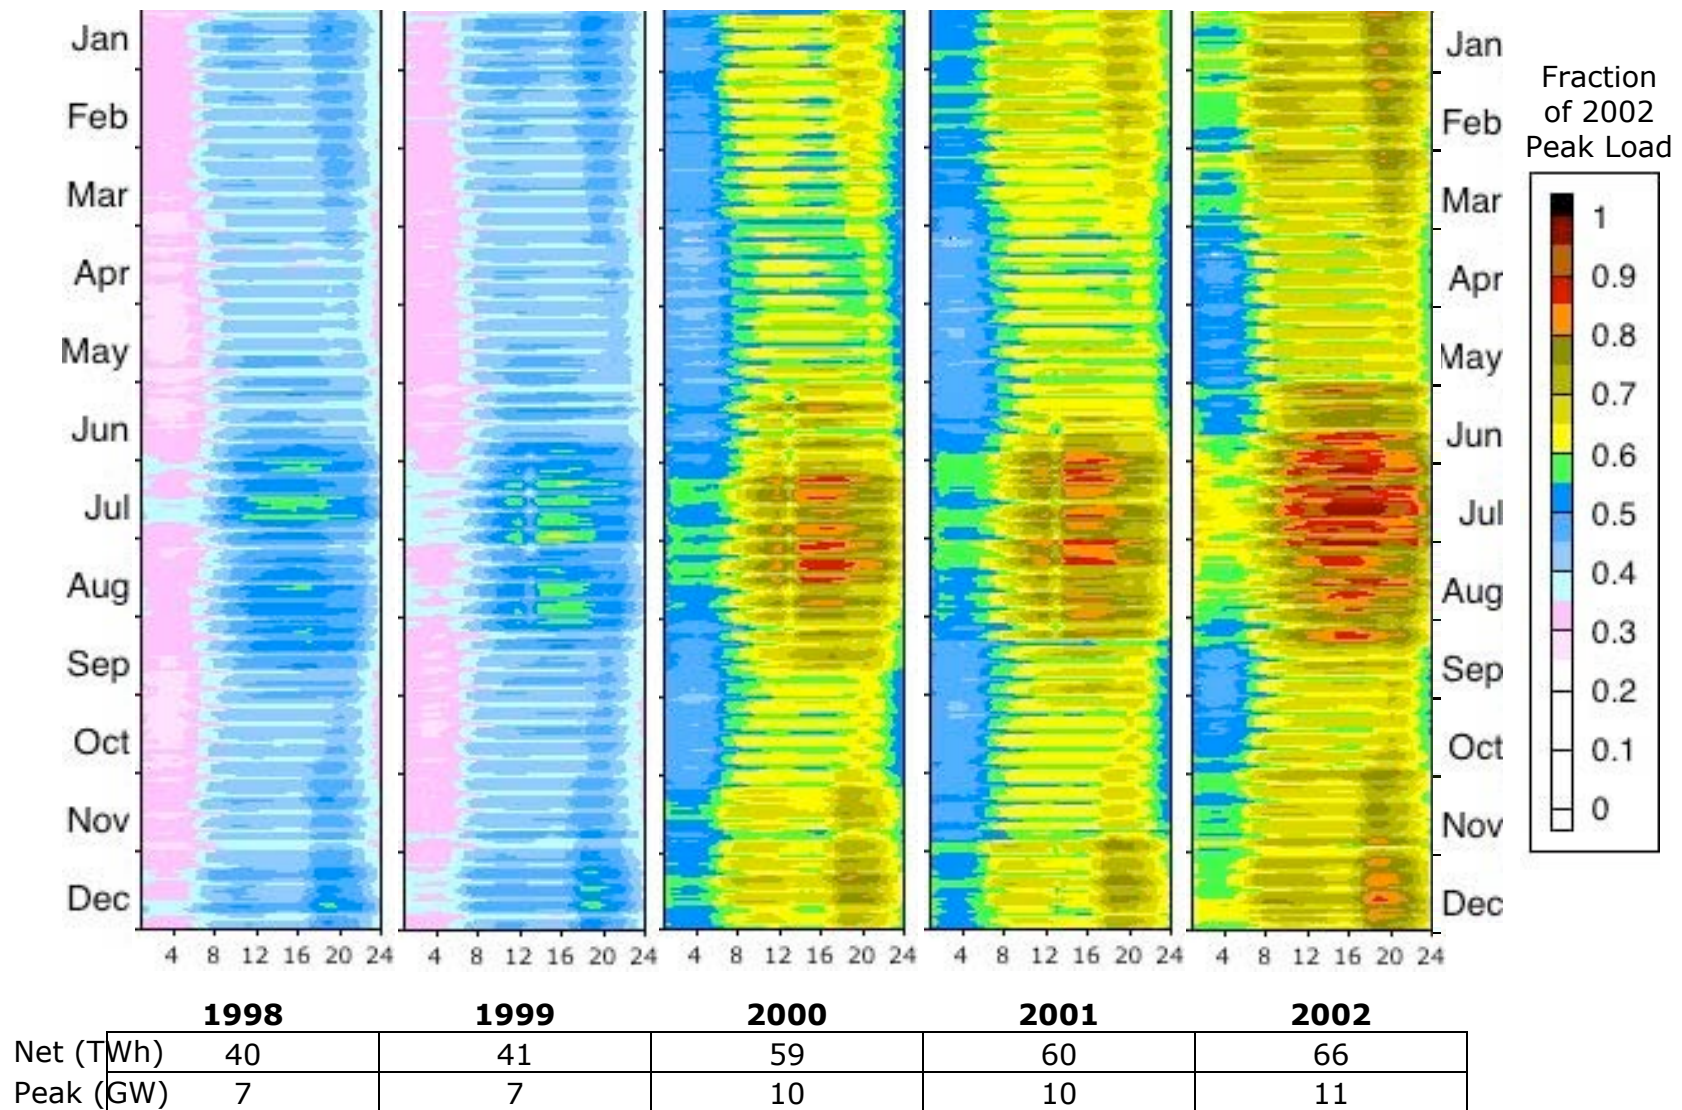 Jan
Feb
Mar
Apr
May
Jun
Jul
Aug
Sep
Oct
Nov
Dec
4 8 12 16 20 24
4 8 12 16 20 24
4 8 12 16 20 24
4 8 12 16 20 24
4 8 12 16 20 24
Jan
Feb
Mar
Apr
May
Jun
Jul
Aug
Sep
Oct
Nov
Dec
Fraction
of 2002
Peak Load
1
0.9
0.8
0.7
0.6
0.5
0.4
0.3
0.2
0.1
0
1998 1999 2000 2001 2002
Net (TWh) 40 41 59 60 66
Peak (GW) 7 7 10 10 11